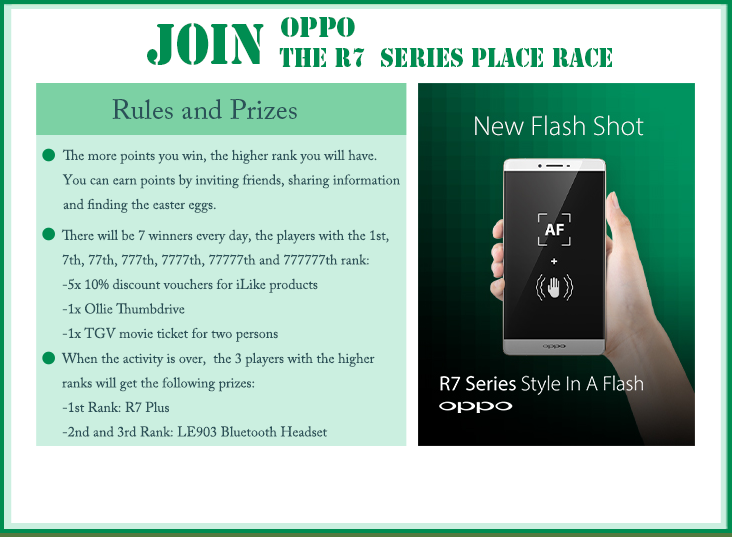 JOIN OPPO
THE R7 SERIES PLACE RACE
Rules and Prizes
The more points you win, the higher rank you will have.
You can earn points by inviting friends, sharing information
and finding the easter eggs.
There will be 7 winners every day, the players with the 1st,
7th, 77th, 777th, 7777th, 77777th and 777777th rank:
-5x 10% discount vouchers for iLike products
-1x Ollie Thumbdrive
-1x TGV movie ticket for two persons
When the activity is over, the 3 players with the higher
ranks will get the following prizes:
-1st Rank: R7 Plus
-2nd and 3rd Rank: LE903 Bluetooth Headset
New Flash Shot
AF
+
oppo
R7 Series Style In A Flash
oppo